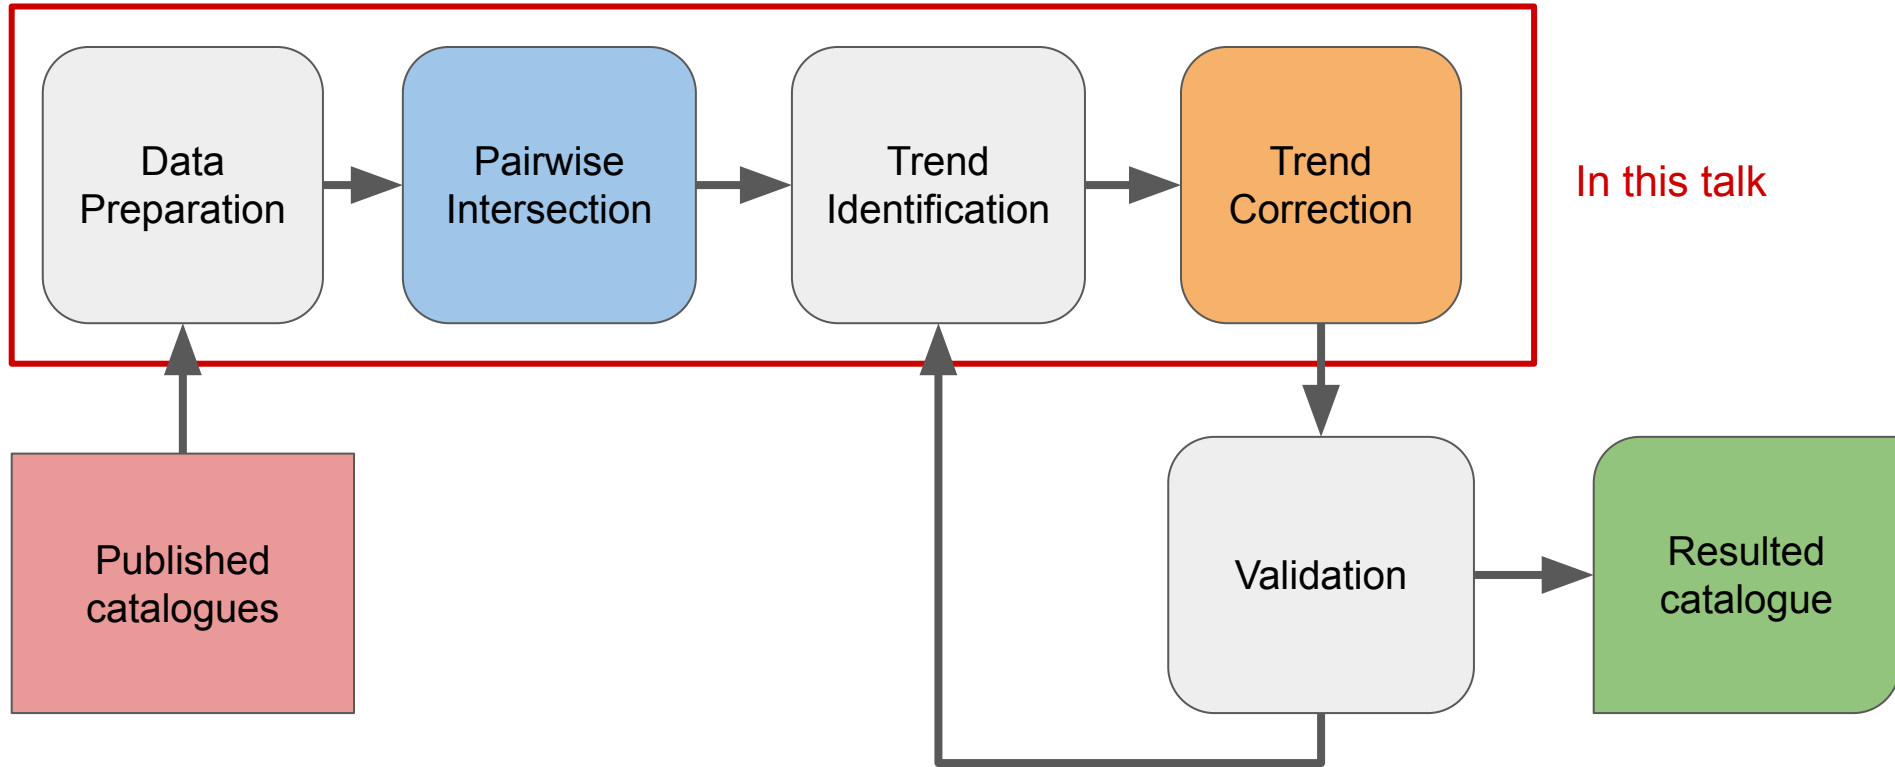 Data
Preparation
Pairwise
Intersection
Trend
Identification
Trend
Correction
In this talk
Published
catalogues
Validation
Resulted
catalogue